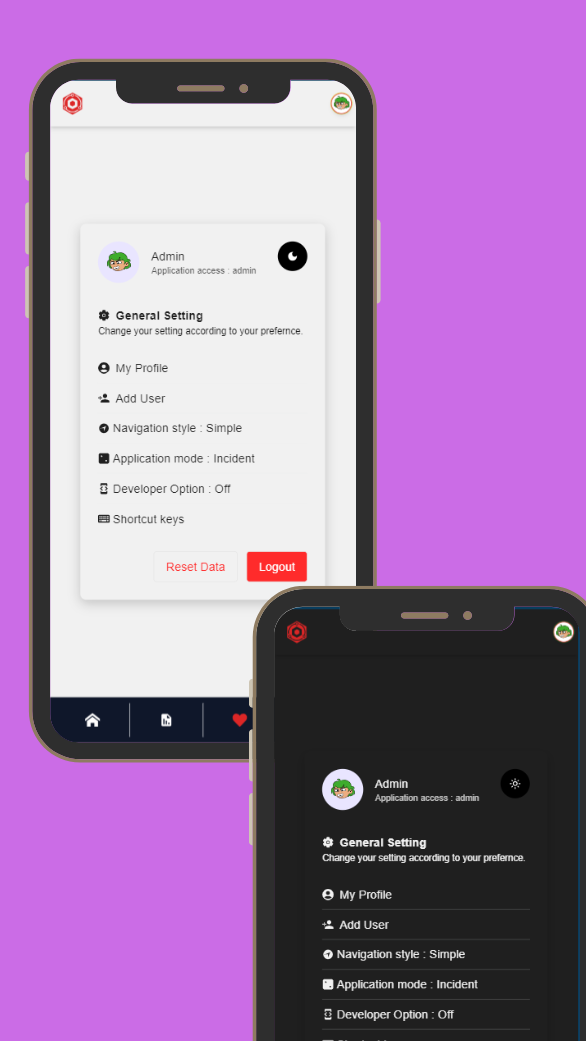 Admin
Application access : admin
General Setting
Change your setting according to your prefernce.
My Profile
Add User
Navigation style : Simple
Application mode : Incident
Developer Option : Off
Shortcut keys
Reset Data
Logout
Admin
Application access : admin
General Setting
Change your setting according to your prefernce.
My Profile
Add User
Navigation style : Simple
Application mode : Incident
Developer Option : Off